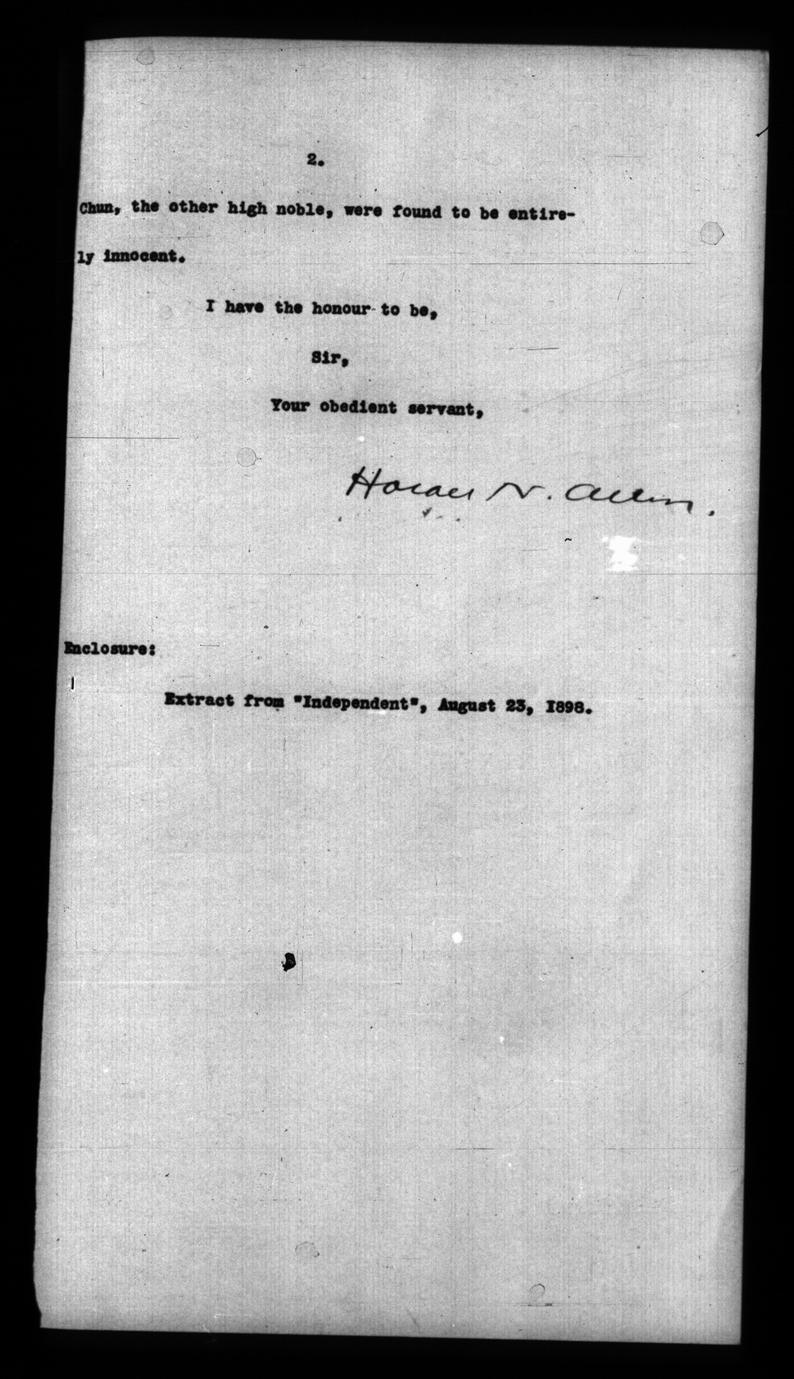 2.
Chun, the other high noble, were found to be entire-
ly innocent.
I have the honour to be,
Sir,
Your obedient servant,
Horace N. Allen.
Enclosure:
Extract from "Independent", August 23, 1898.